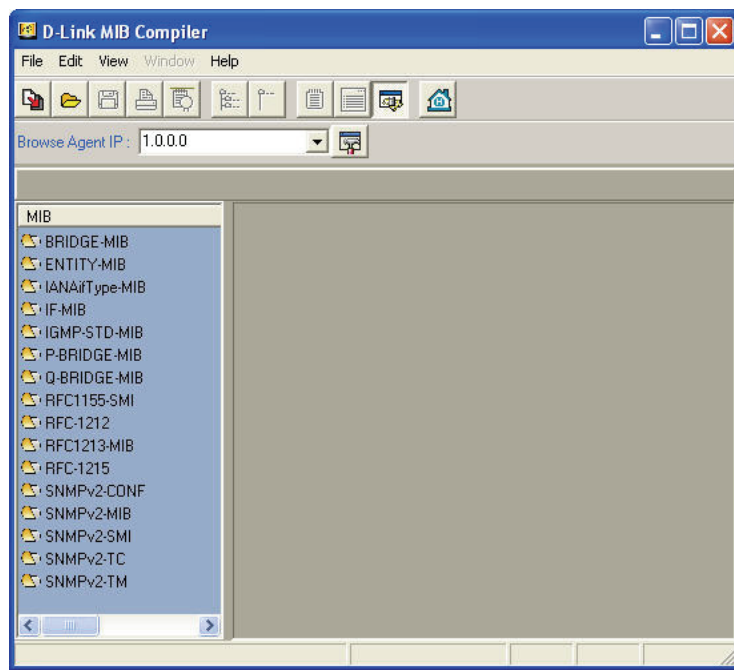 D-Link MIB Compiler
File Edit View Window Help
Browse Agent IP : 1.0.0.0
MIB
BRIDGE-MIB
ENTITY-MIB
IANAifType-MIB
IF-MIB
IGMP-STD-MIB
P-BRIDGE-MIB
Q-BRIDGE-MIB
RFC1155-SMI
RFC-1212
RFC1213-MIB
RFC-1215
SNMPv2-CONF
SNMPv2-MIB
SNMPv2-SMI
SNMPv2-TC
SNMPv2-TM